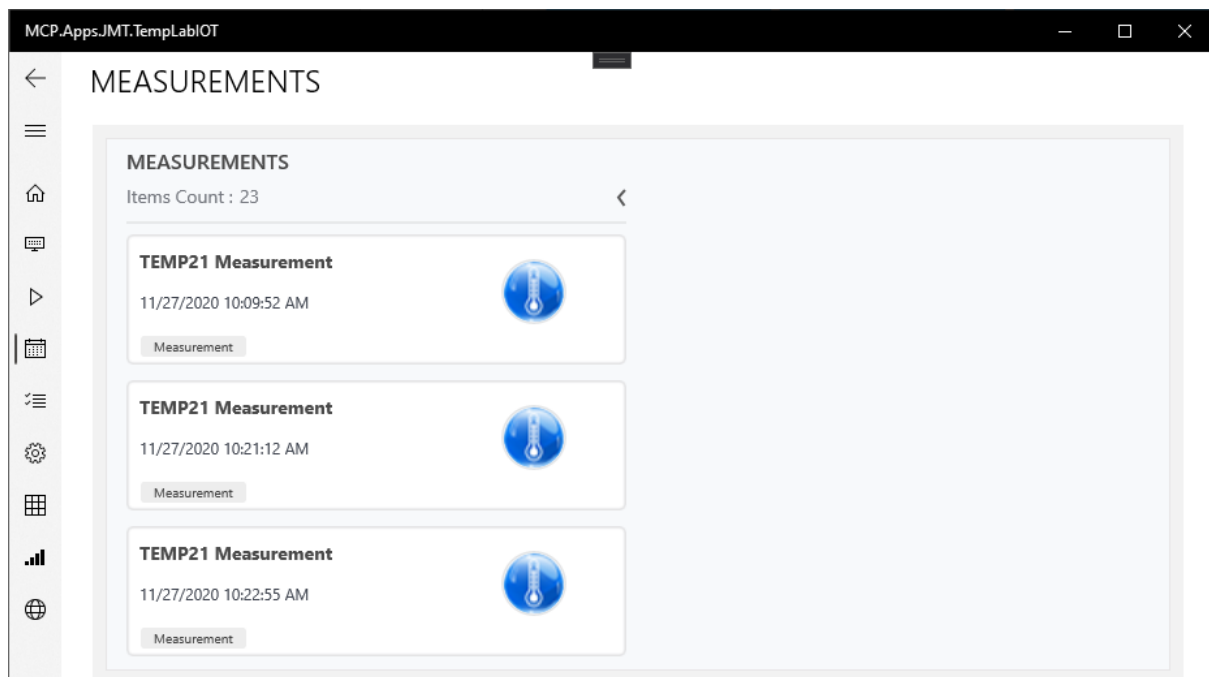 MCP.Apps.JMT.TempLabIOT
MEASUREMENTS
MEASUREMENTS
Items Count : 23
TEMP21 Measurement
11/27/2020 10:09:52 AM
Measurement
TEMP21 Measurement
11/27/2020 10:21:12 AM
Measurement
TEMP21 Measurement
11/27/2020 10:22:55 AM
Measurement